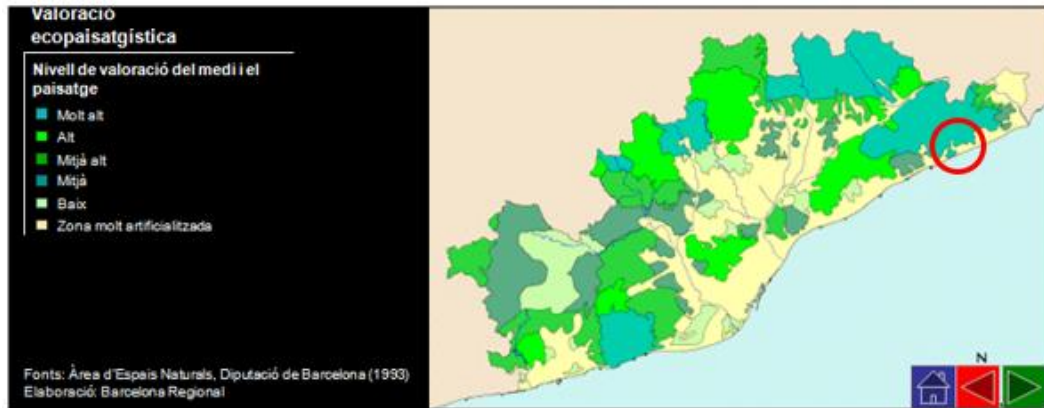 Valoració
ecopaisatgística
Nivell de valoració del medi i el
paisatge
Molt alt
Alt
Mitjà alt
Mitjà
Baix
Zona molt artificialitzada
Fonts: Àrea d'Espais Naturals, Diputació de Barcelona (1993)
Elaboració: Barcelona Regional
N